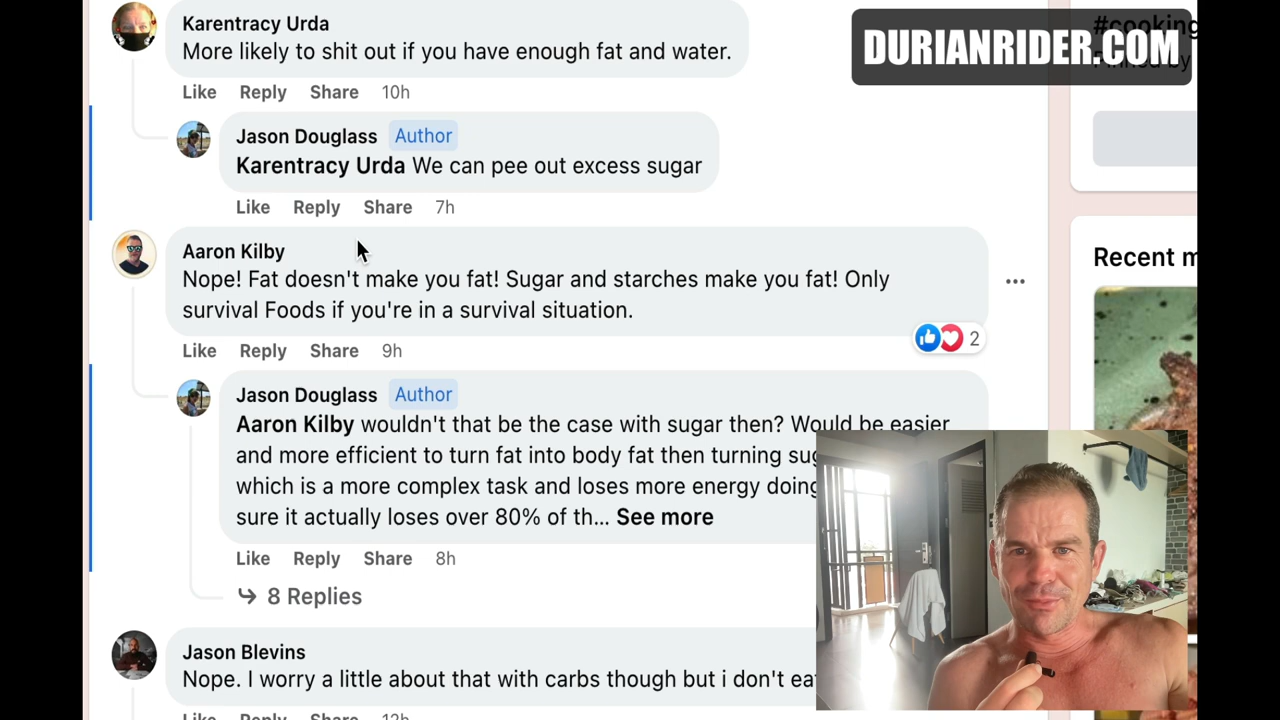 Karentracy Urda
More likely to shit out if you have enough fat and water.
Like Reply Share 10h
Jason Douglass Author
Karentracy Urda We can pee out excess sugar
Like Reply Share 7h
Aaron Kilby
Nope! Fat doesn't make you fat! Sugar and starches make you fat! Only
survival Foods if you're in a survival situation.
2
Like Reply Share 9h
Jason Douglass Author
Aaron Kilby wouldn't that be the case with sugar then? Would be easier
and more efficient to turn fat into body fat then turning
which is a more complex task and loses more energy doing
sure it actually loses over 80% of th... See more
Like Reply Share 8h
8 Replies
Jason Blevins
Nope. I worry a little about that with carbs though but i don't
Like Reply Share 12h
DURIANRIDER.COM
#cooking
Pinned by
Recent